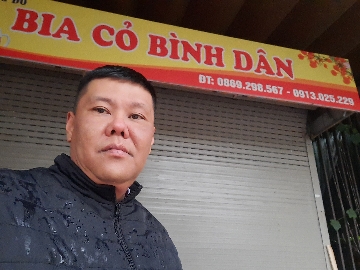 BIA CỎ BÌNH DÂN
ĐT: 0869.298.567 - 0913.025.229